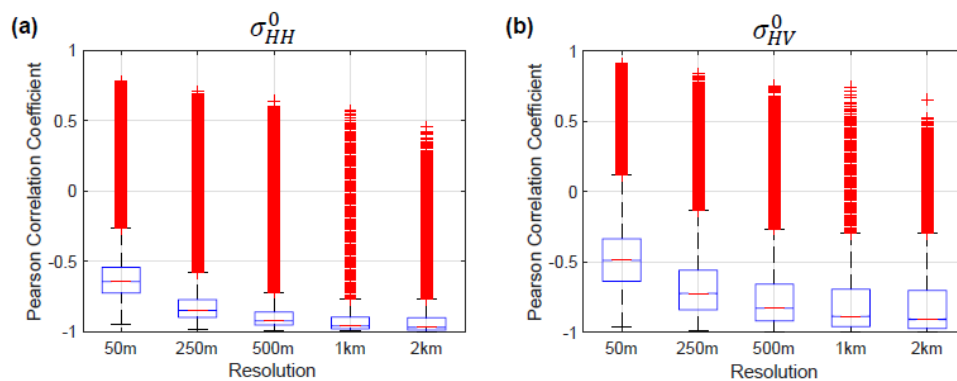 (a)
σ⁰HH
Pearson Correlation Coefficient
1
0.5
0
-0.5
-1
50m 250m 500m 1km 2km
Resolution
(b)
σ⁰HV
Pearson Correlation Coefficient
1
0.5
0
-0.5
-1
50m 250m 500m 1km 2km
Resolution